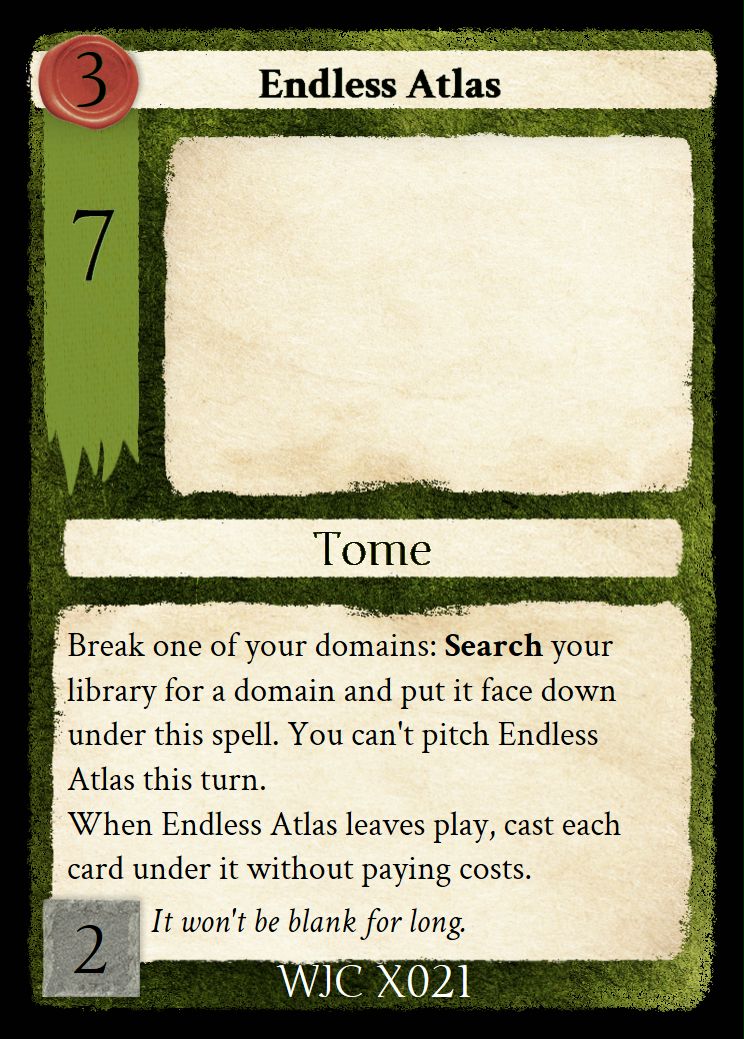 3
Endless Atlas
7
Tome
Break one of your domains: Search your
library for a domain and put it face down
under this spell. You can't pitch Endless
Atlas this turn.
When Endless Atlas leaves play, cast each
card under it without paying costs.
It won't be blank for long.
2
WJC X021